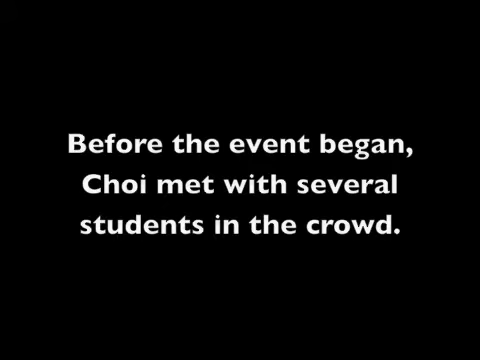 Before the event began,
Choi met with several
students in the crowd.